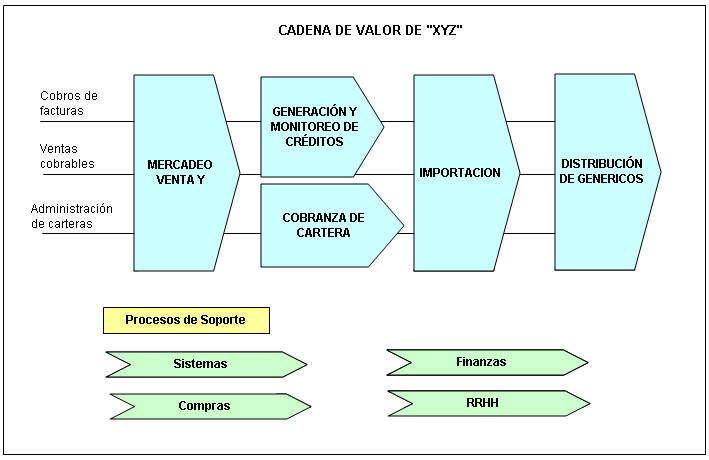 CADENA DE VALOR DE "XYZ"
Cobros de
facturas
Ventas
cobrables
Administración
de carteras
MERCADEO
VENTA Y
GENERACIÓN Y
MONITOREO DE
CRÉDITOS
COBRANZA DE
CARTERA
IMPORTACION
DISTRIBUCIÓN
DE GENERICOS
Procesos de Soporte
Sistemas
Finanzas
Compras
RRHH